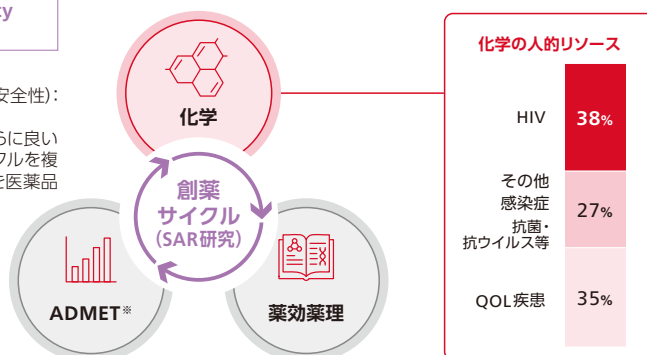 ty
安全性）：
らに良い
フルを複
を医薬品
化学
創薬
サイクル
（SAR研究）
ADMET※
薬効薬理
化学の人的リソース
HIV
38%
その他
感染症
抗菌・
抗ウイルス等
27%
QOL疾患
35%